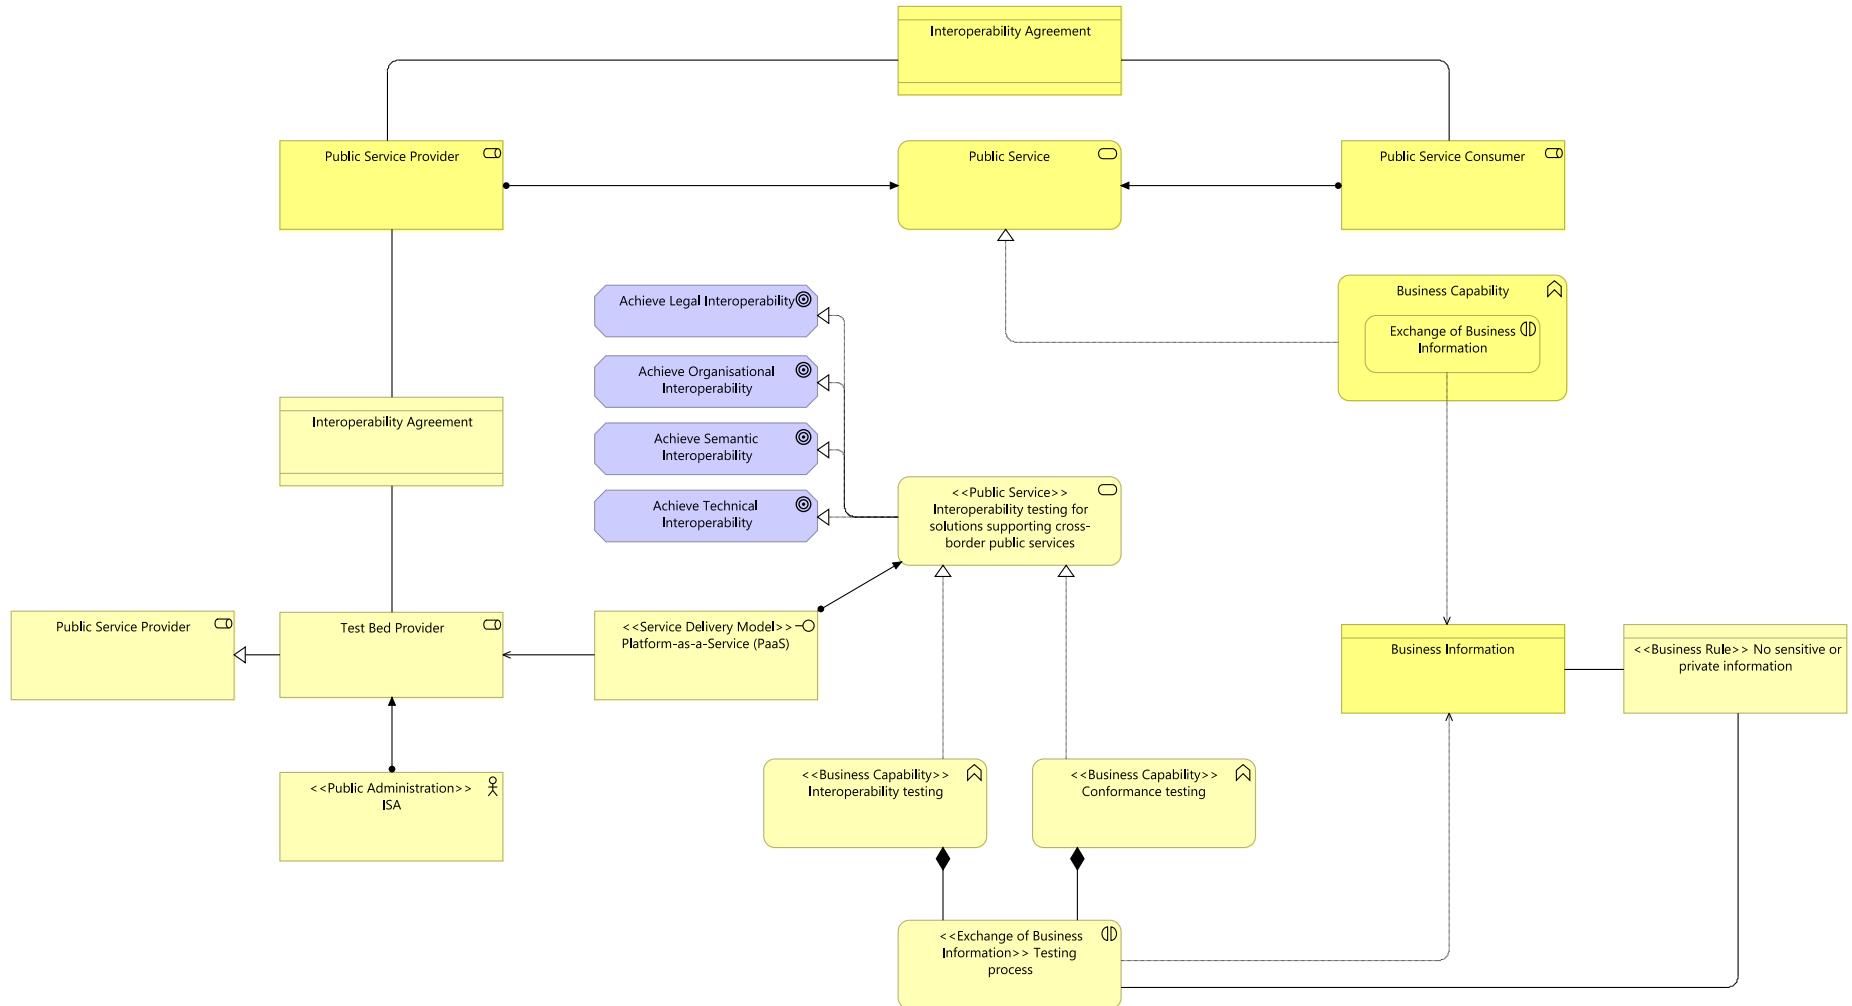 Interoperability Agreement
Public Service Provider
Public Service
Public Service Consumer
Achieve Legal Interoperability
Business Capability
Exchange of Business
Information
Achieve Organisational
Interoperability
Interoperability Agreement
Achieve Semantic
Interoperability
Achieve Technical
Interoperability
<<Public Service>>
Interoperability testing for
solutions supporting cross-
border public services
Public Service Provider
Test Bed Provider
<<Service Delivery Model>>
Platform-as-a-Service (PaaS)
Business Information
<<Business Rule>> No sensitive or
private information
<<Public Administration>>
ISA
<<Business Capability>>
Interoperability testing
<<Business Capability>>
Conformance testing
<<Exchange of Business
Information>> Testing
process